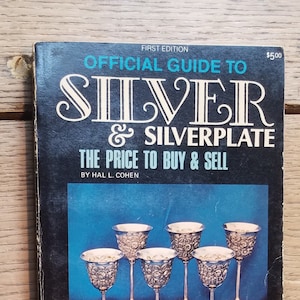 FIRST EDITION
$5.00
OFFICIAL GUIDE TO
SILVER
& SILVERPLATE
THE PRICE TO BUY & SELL
BY HAL L. COHEN